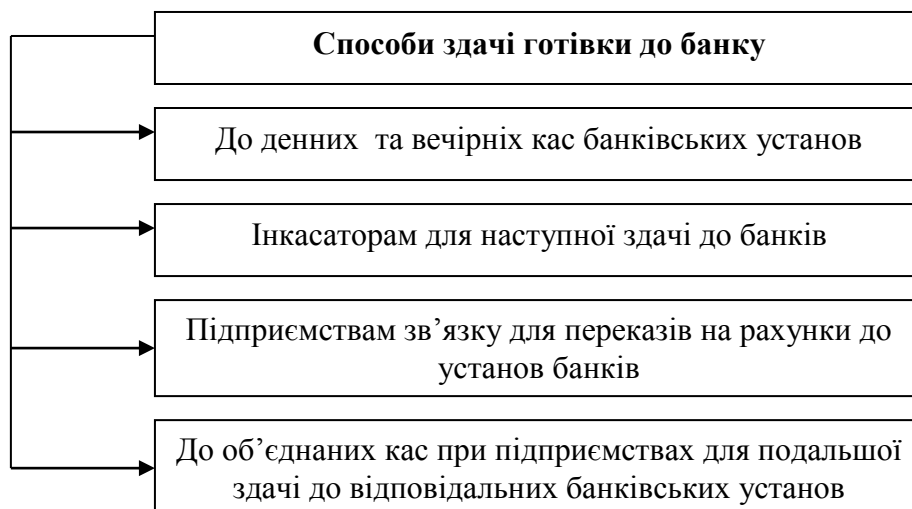 Способи здачі готівки до банку
До денних  та вечірніх кас банківських установ
Інкасаторам для наступної здачі до банків
Підприємствам зв’язку для переказів на рахунки до
установ банків
До об’єднаних кас при підприємствах для подальшої
здачі до відповідальних банківських установ